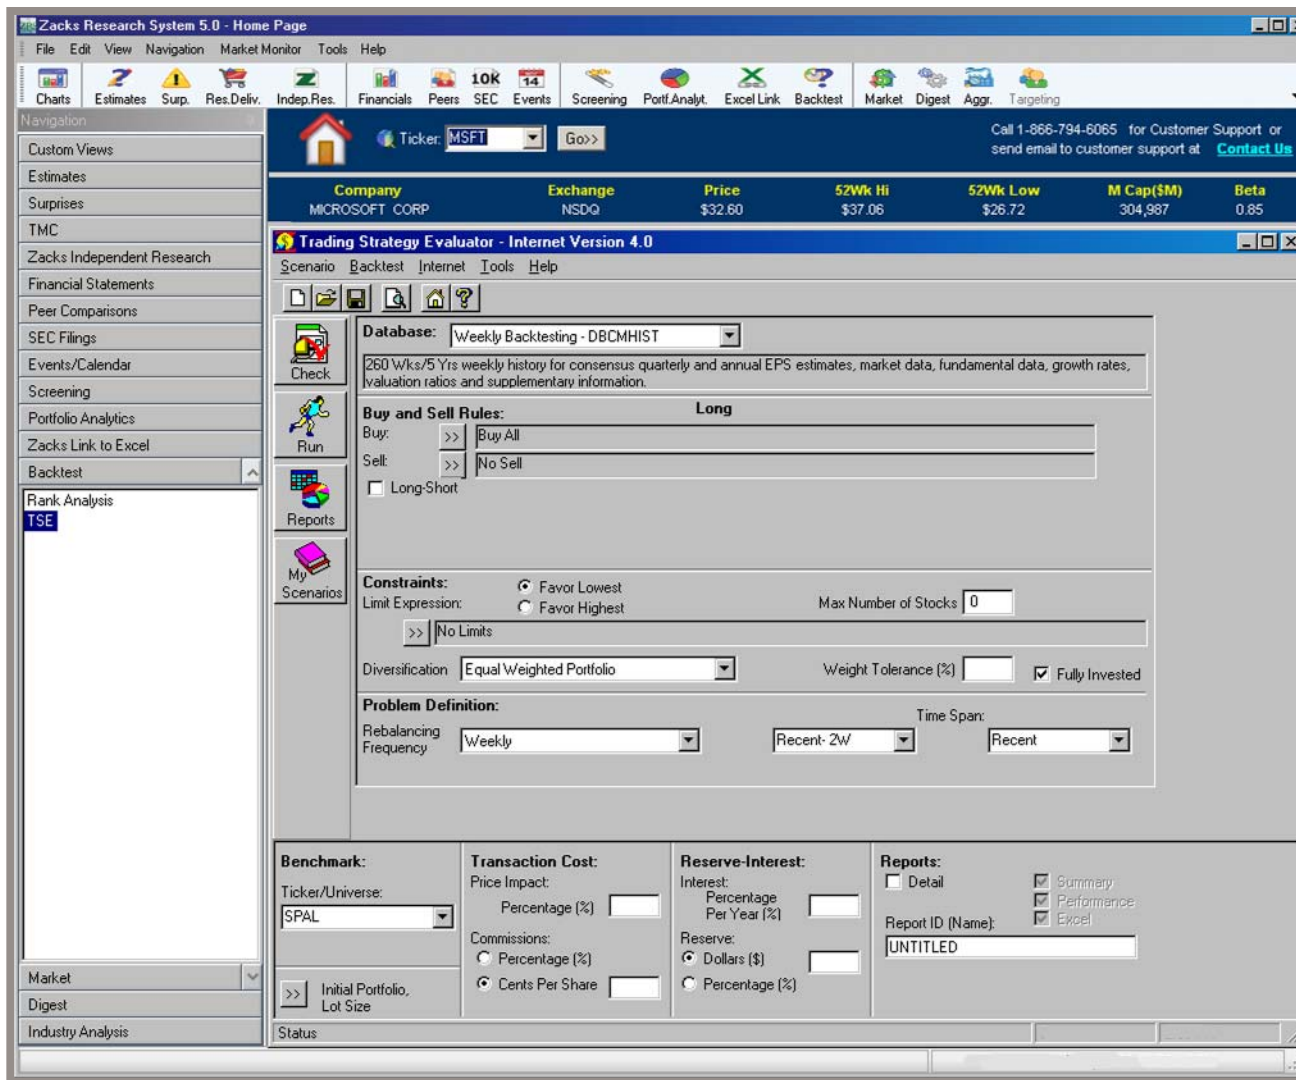 Zacks Research System 5.0 - Home Page
File Edit View Navigation Market Monitor Tools Help
Charts Estimates Surp. Res.Deliv. Indep.Res. Financials Peers 10K SEC 14 Events Screening Portf.Analyt. Excel Link Backtest Market Digest Aggr. Targeting
Navigation
Custom Views
Estimates
Surprises
TMC
Zacks Independent Research
Financial Statements
Peer Comparisons
SEC Filings
Events/Calendar
Screening
Portfolio Analytics
Zacks Link to Excel
Backtest
Rank Analysis
TSE
Market
Digest
Industry Analysis
Ticker: MSFT Go>>
Call 1-866-794-6065 for Customer Support or
send email to customer support at Contact Us
Company Exchange Price 52Wk Hi 52Wk Low M Cap($M) Beta
MICROSOFT CORP NSDQ $32.60 $37.06 $26.72 304,987 0.85
Trading Strategy Evaluator - Internet Version 4.0
Scenario Backtest Internet Tools Help
Check
Run
Reports
My
Scenarios
Database: Weekly Backtesting - DBCMHIST
260 Wks/5 Yrs weekly history for consensus quarterly and annual EPS estimates, market data, fundamental data, growth rates,
valuation ratios and supplementary information.
Buy and Sell Rules: Long
Buy: >> Buy All
Sell: >> No Sell
Long-Short
Constraints: Favor Lowest
Limit Expression: Favor Highest Max Number of Stocks 0
>> No Limits
Diversification Equal Weighted Portfolio Weight Tolerance (%) Fully Invested
Problem Definition:
Time Span:
Rebalancing
Frequency Weekly Recent- 2W Recent
Benchmark:
Ticker/Universe:
SPAL
>> Initial Portfolio,
Lot Size
Transaction Cost:
Price Impact:
Percentage (%)
Commissions:
Percentage (%)
Cents Per Share
Reserve-Interest:
Interest:
Percentage
Per Year (%)
Reserve:
Dollars ($)
Percentage (%)
Reports:
Detail Summary
Performance
Excel
Report ID (Name):
UNTITLED
Status